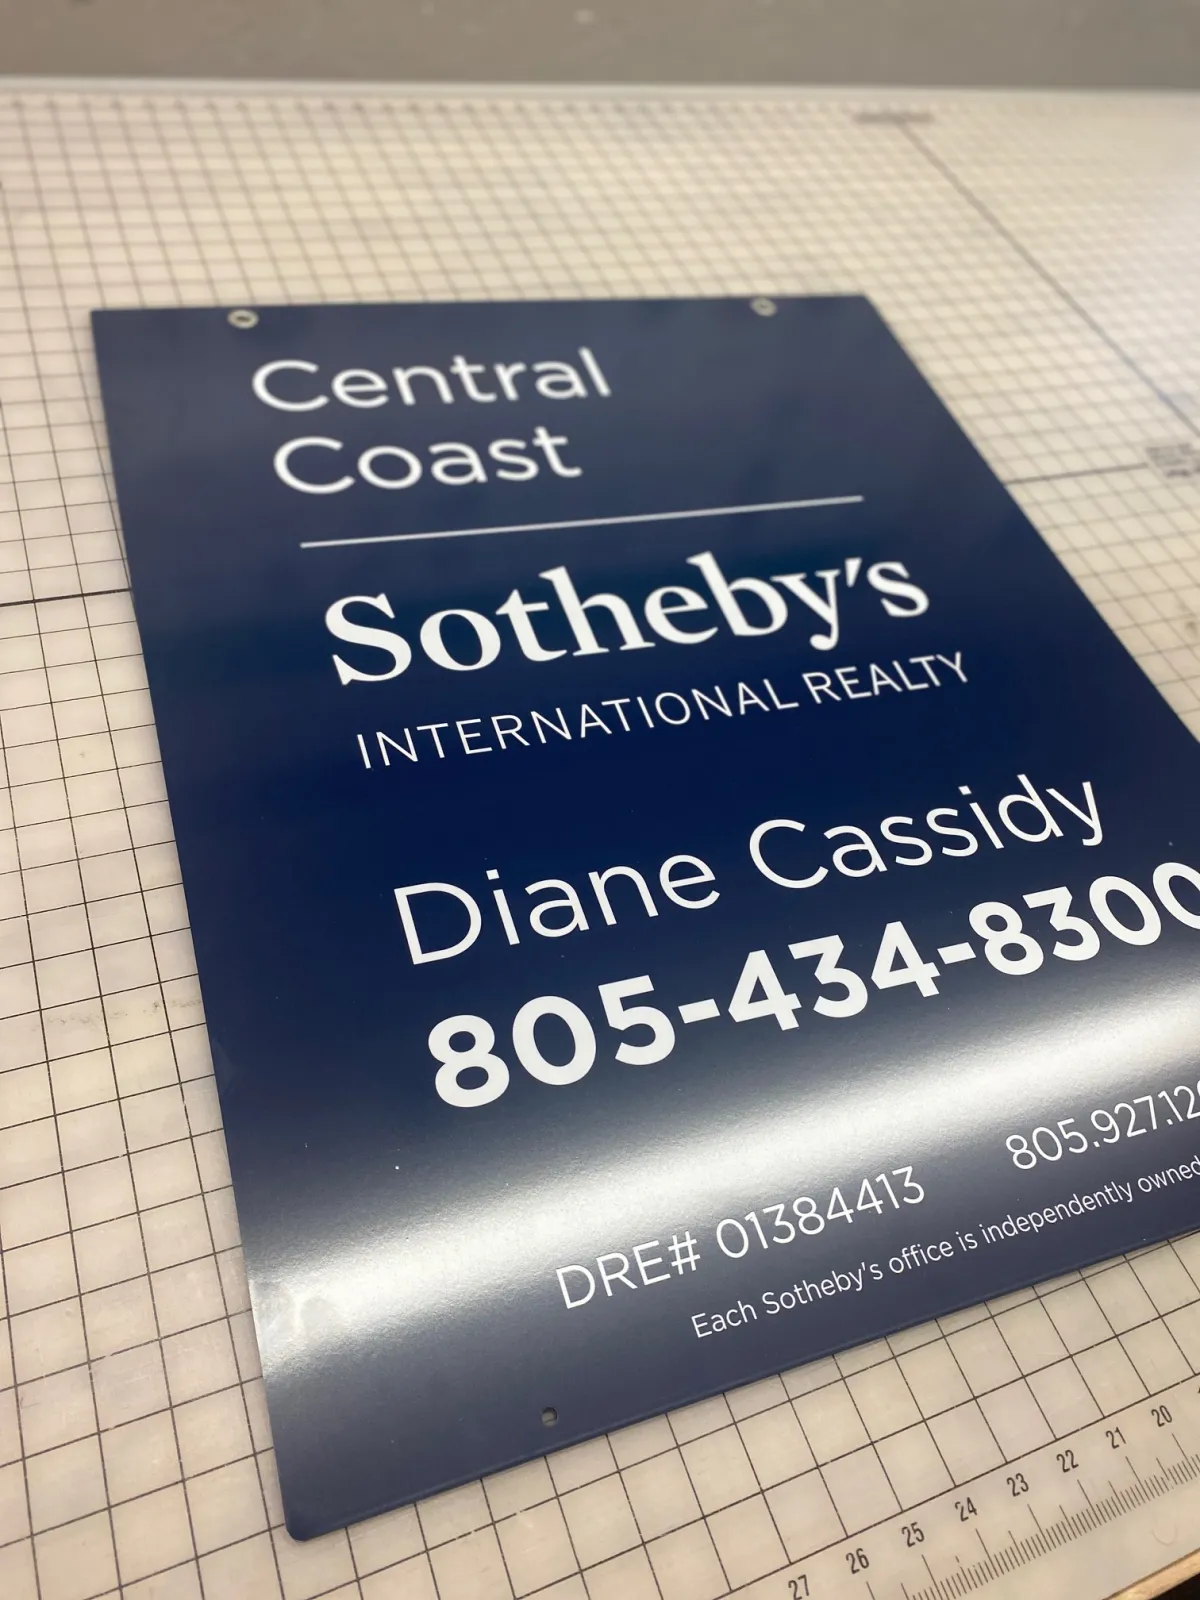 Central
Coast
Sotheby's
INTERNATIONAL REALTY
Diane Cassidy
805-434-8300
DRE# 01384413 805.927.12
Each Sotheby's office is independently owned
20
21
22
23
24
25
26
27